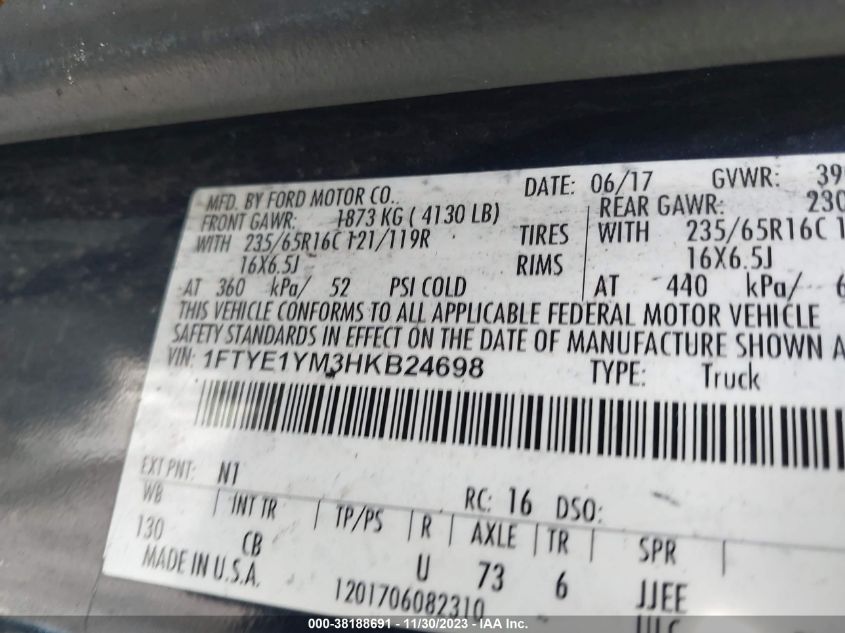 MFD. BY FORD MOTOR CO. DATE: 06/17 GVWR: 39
FRONT GAWR: 1873 KG ( 4130 LB) REAR GAWR: 230
WITH 235/65R16C 121/119R TIRES WITH 235/65R16C 1
16X6.5J RIMS 16X6.5J
AT 360 kPa/ 52 PSI COLD AT 440 kPa/ 6
THIS VEHICLE CONFORMS TO ALL APPLICABLE FEDERAL MOTOR VEHICLE
SAFETY STANDARDS IN EFFECT ON THE DATE OF MANUFACTURE SHOWN A
VIN: 1FTYE1YM3HKB24698 TYPE: Truck
EXT PNT: N1 RC: 16 DSO:
WB INT TR TP/PS R AXLE TR SPR
130 CB U 73 6 JJEE
MADE IN U.S.A. 1201706082310
000-38188691 - 11/30/2023 - IAAI.COM